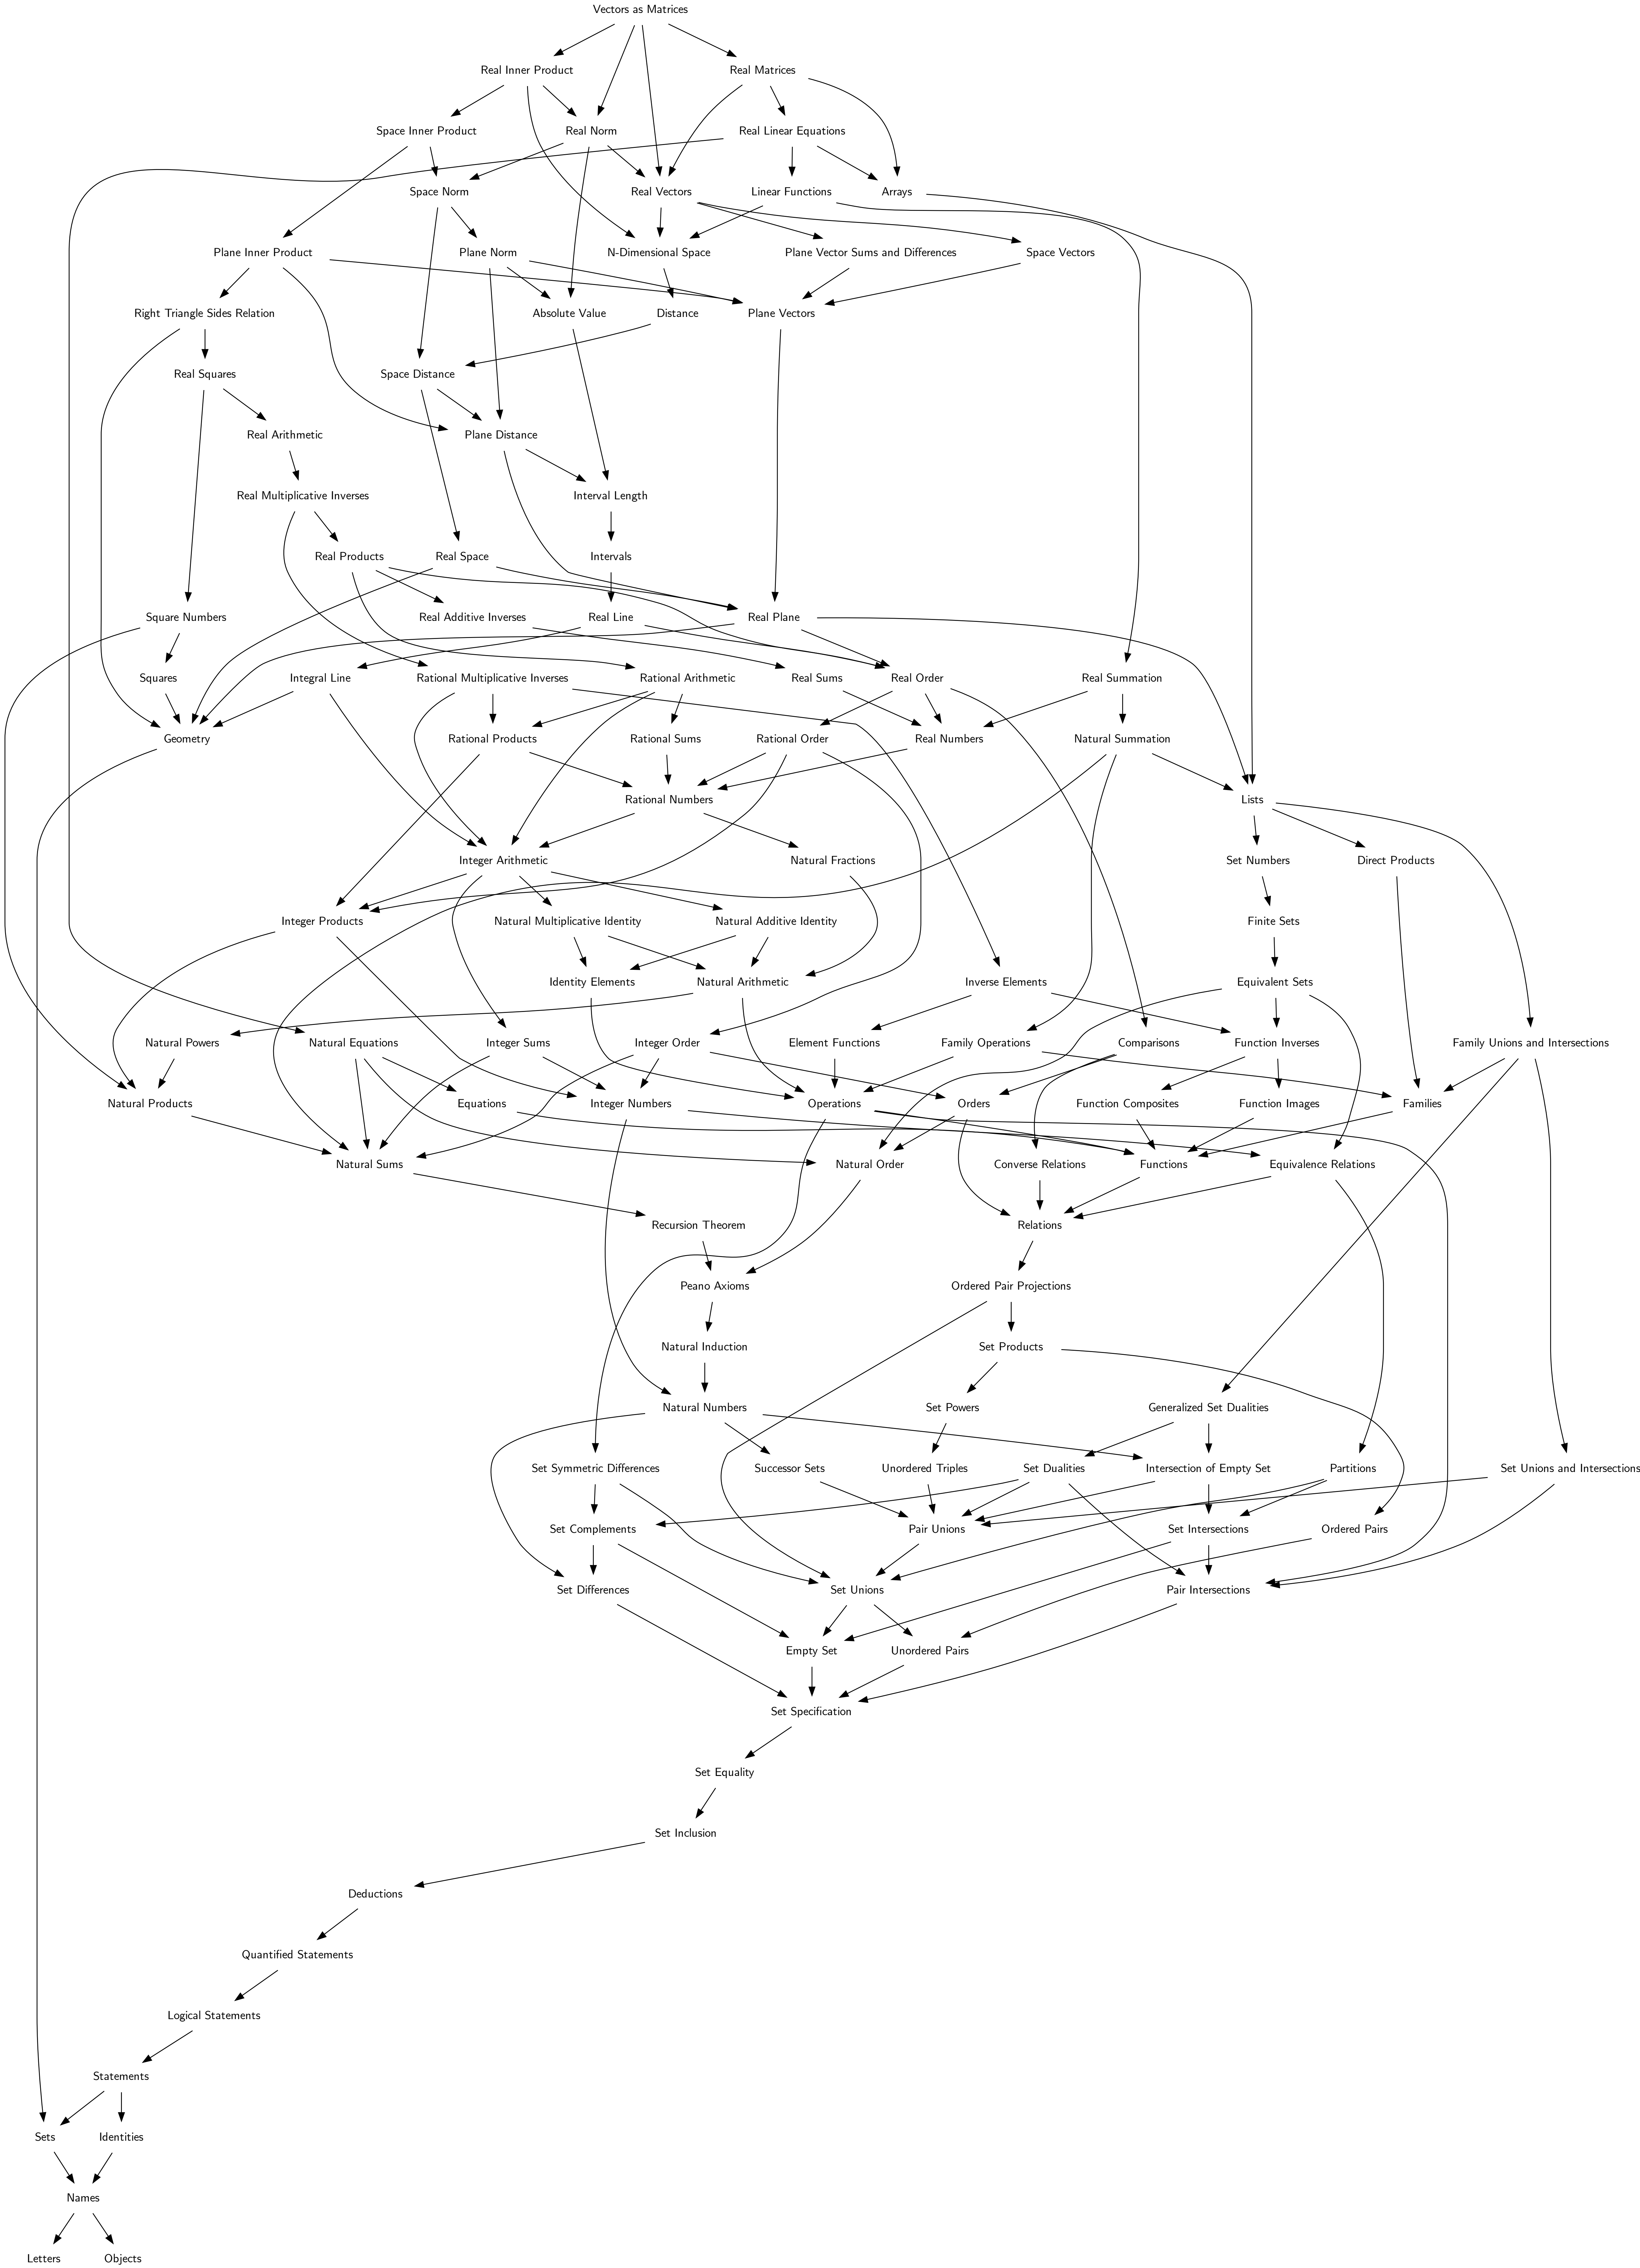 Vectors as Matrices
Real Inner Product
Real Matrices
Space Inner Product
Real Norm
Real Linear Equations
Space Norm
Real Vectors
Linear Functions
Arrays
Plane Inner Product
Plane Norm
N-Dimensional Space
Plane Vector Sums and Differences
Space Vectors
Right Triangle Sides Relation
Absolute Value
Distance
Plane Vectors
Real Squares
Space Distance
Real Arithmetic
Plane Distance
Real Multiplicative Inverses
Interval Length
Real Products
Real Space
Intervals
Square Numbers
Real Additive Inverses
Real Line
Real Plane
Squares
Integral Line
Rational Multiplicative Inverses
Rational Arithmetic
Real Sums
Real Order
Real Summation
Geometry
Rational Products
Rational Sums
Rational Order
Real Numbers
Natural Summation
Rational Numbers
Lists
Integer Arithmetic
Natural Fractions
Set Numbers
Direct Products
Integer Products
Natural Multiplicative Identity
Natural Additive Identity
Finite Sets
Identity Elements
Natural Arithmetic
Inverse Elements
Equivalent Sets
Natural Powers
Natural Equations
Integer Sums
Integer Order
Element Functions
Family Operations
Comparisons
Function Inverses
Family Unions and Intersections
Natural Products
Equations
Integer Numbers
Operations
Orders
Function Composites
Function Images
Families
Natural Sums
Natural Order
Converse Relations
Functions
Equivalence Relations
Recursion Theorem
Relations
Peano Axioms
Ordered Pair Projections
Natural Induction
Set Products
Natural Numbers
Set Powers
Generalized Set Dualities
Set Symmetric Differences
Successor Sets
Unordered Triples
Set Dualities
Intersection of Empty Set
Partitions
Set Unions and Intersections
Set Complements
Pair Unions
Set Intersections
Ordered Pairs
Set Differences
Set Unions
Pair Intersections
Empty Set
Unordered Pairs
Set Specification
Set Equality
Set Inclusion
Deductions
Quantified Statements
Logical Statements
Statements
Sets
Identities
Names
Letters
Objects